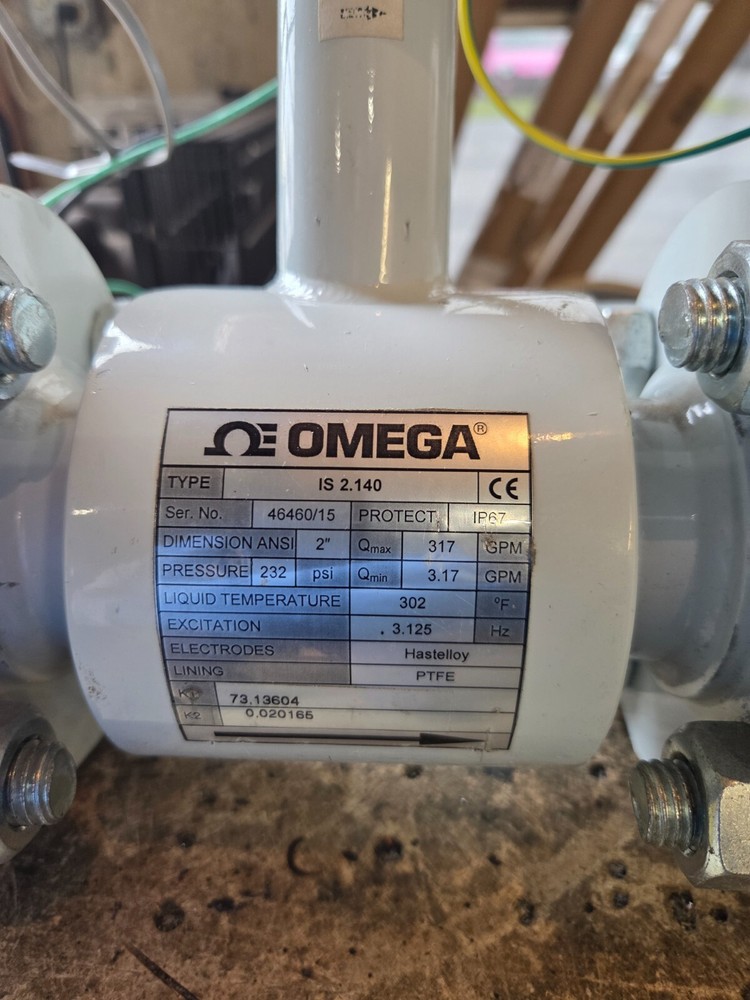 ΩE OMEGA®
TYPE IS 2.140 CE
Ser. No. 46460/15 PROTECT. IP67
DIMENSION ANSI 2" Qmax 317 GPM
PRESSURE 232 psi Qmin 3.17 GPM
LIQUID TEMPERATURE 302 °F
EXCITATION . 3.125 Hz
ELECTRODES Hastelloy
LINING PTFE
K1 73.13604
K2 0.020165